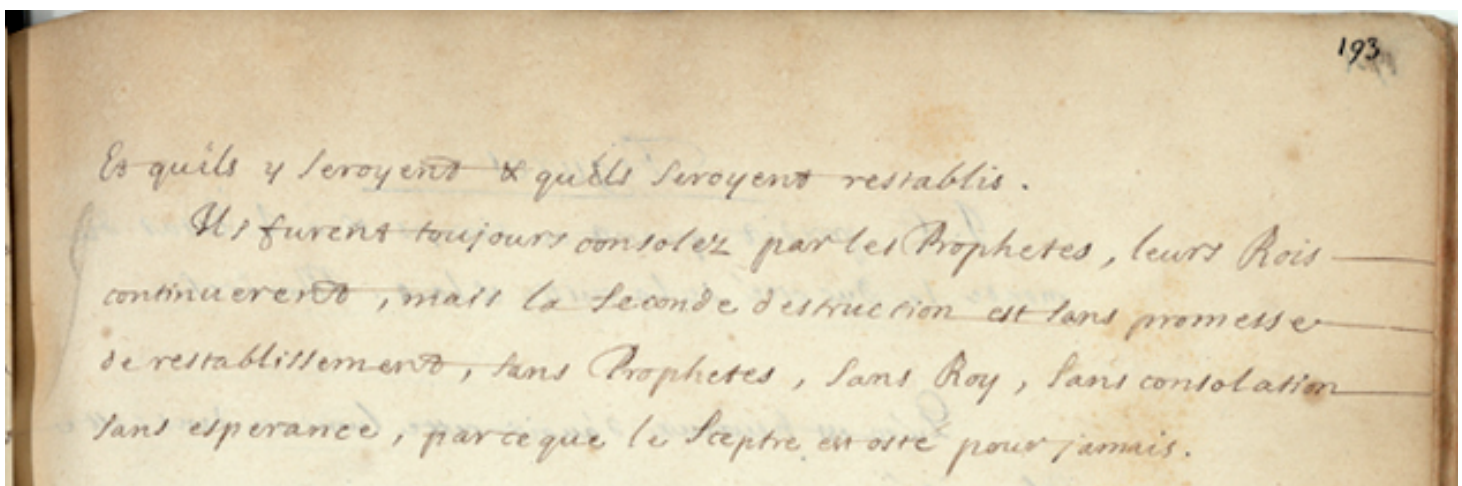 193
Et quils y seroyent & quils seroyent restablis.
Ils furent toujours consolez par les Prophetes, leurs Rois
continuerent, mais la seconde destruction est sans promesse
de restablissement, sans Prophetes, sans Roy, sans consolation
sans esperance, parceque le Sceptre est osté pour jamais.